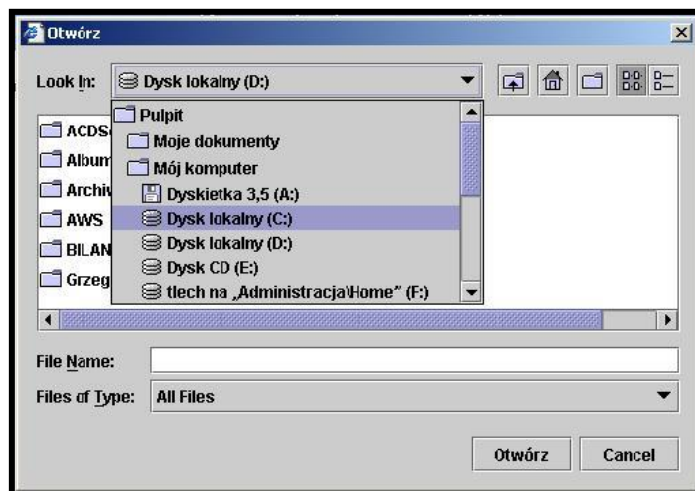 Otwórz
Look In: Dysk lokalny (D:)
Pulpit
Moje dokumenty
Mój komputer
Dyskietka 3,5 (A:)
Dysk lokalny (C:)
Dysk lokalny (D:)
Dysk CD (E:)
tlech na „Administracja\Home” (F:)
ACDS
Album
Archiv
AWS
BILAN
Grzeg
File Name:
Files of Type: All Files
Otwórz Cancel